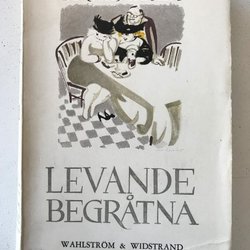 LEVANDE
BEGRÅTNA
WAHLSTRÖM & WIDSTRAND